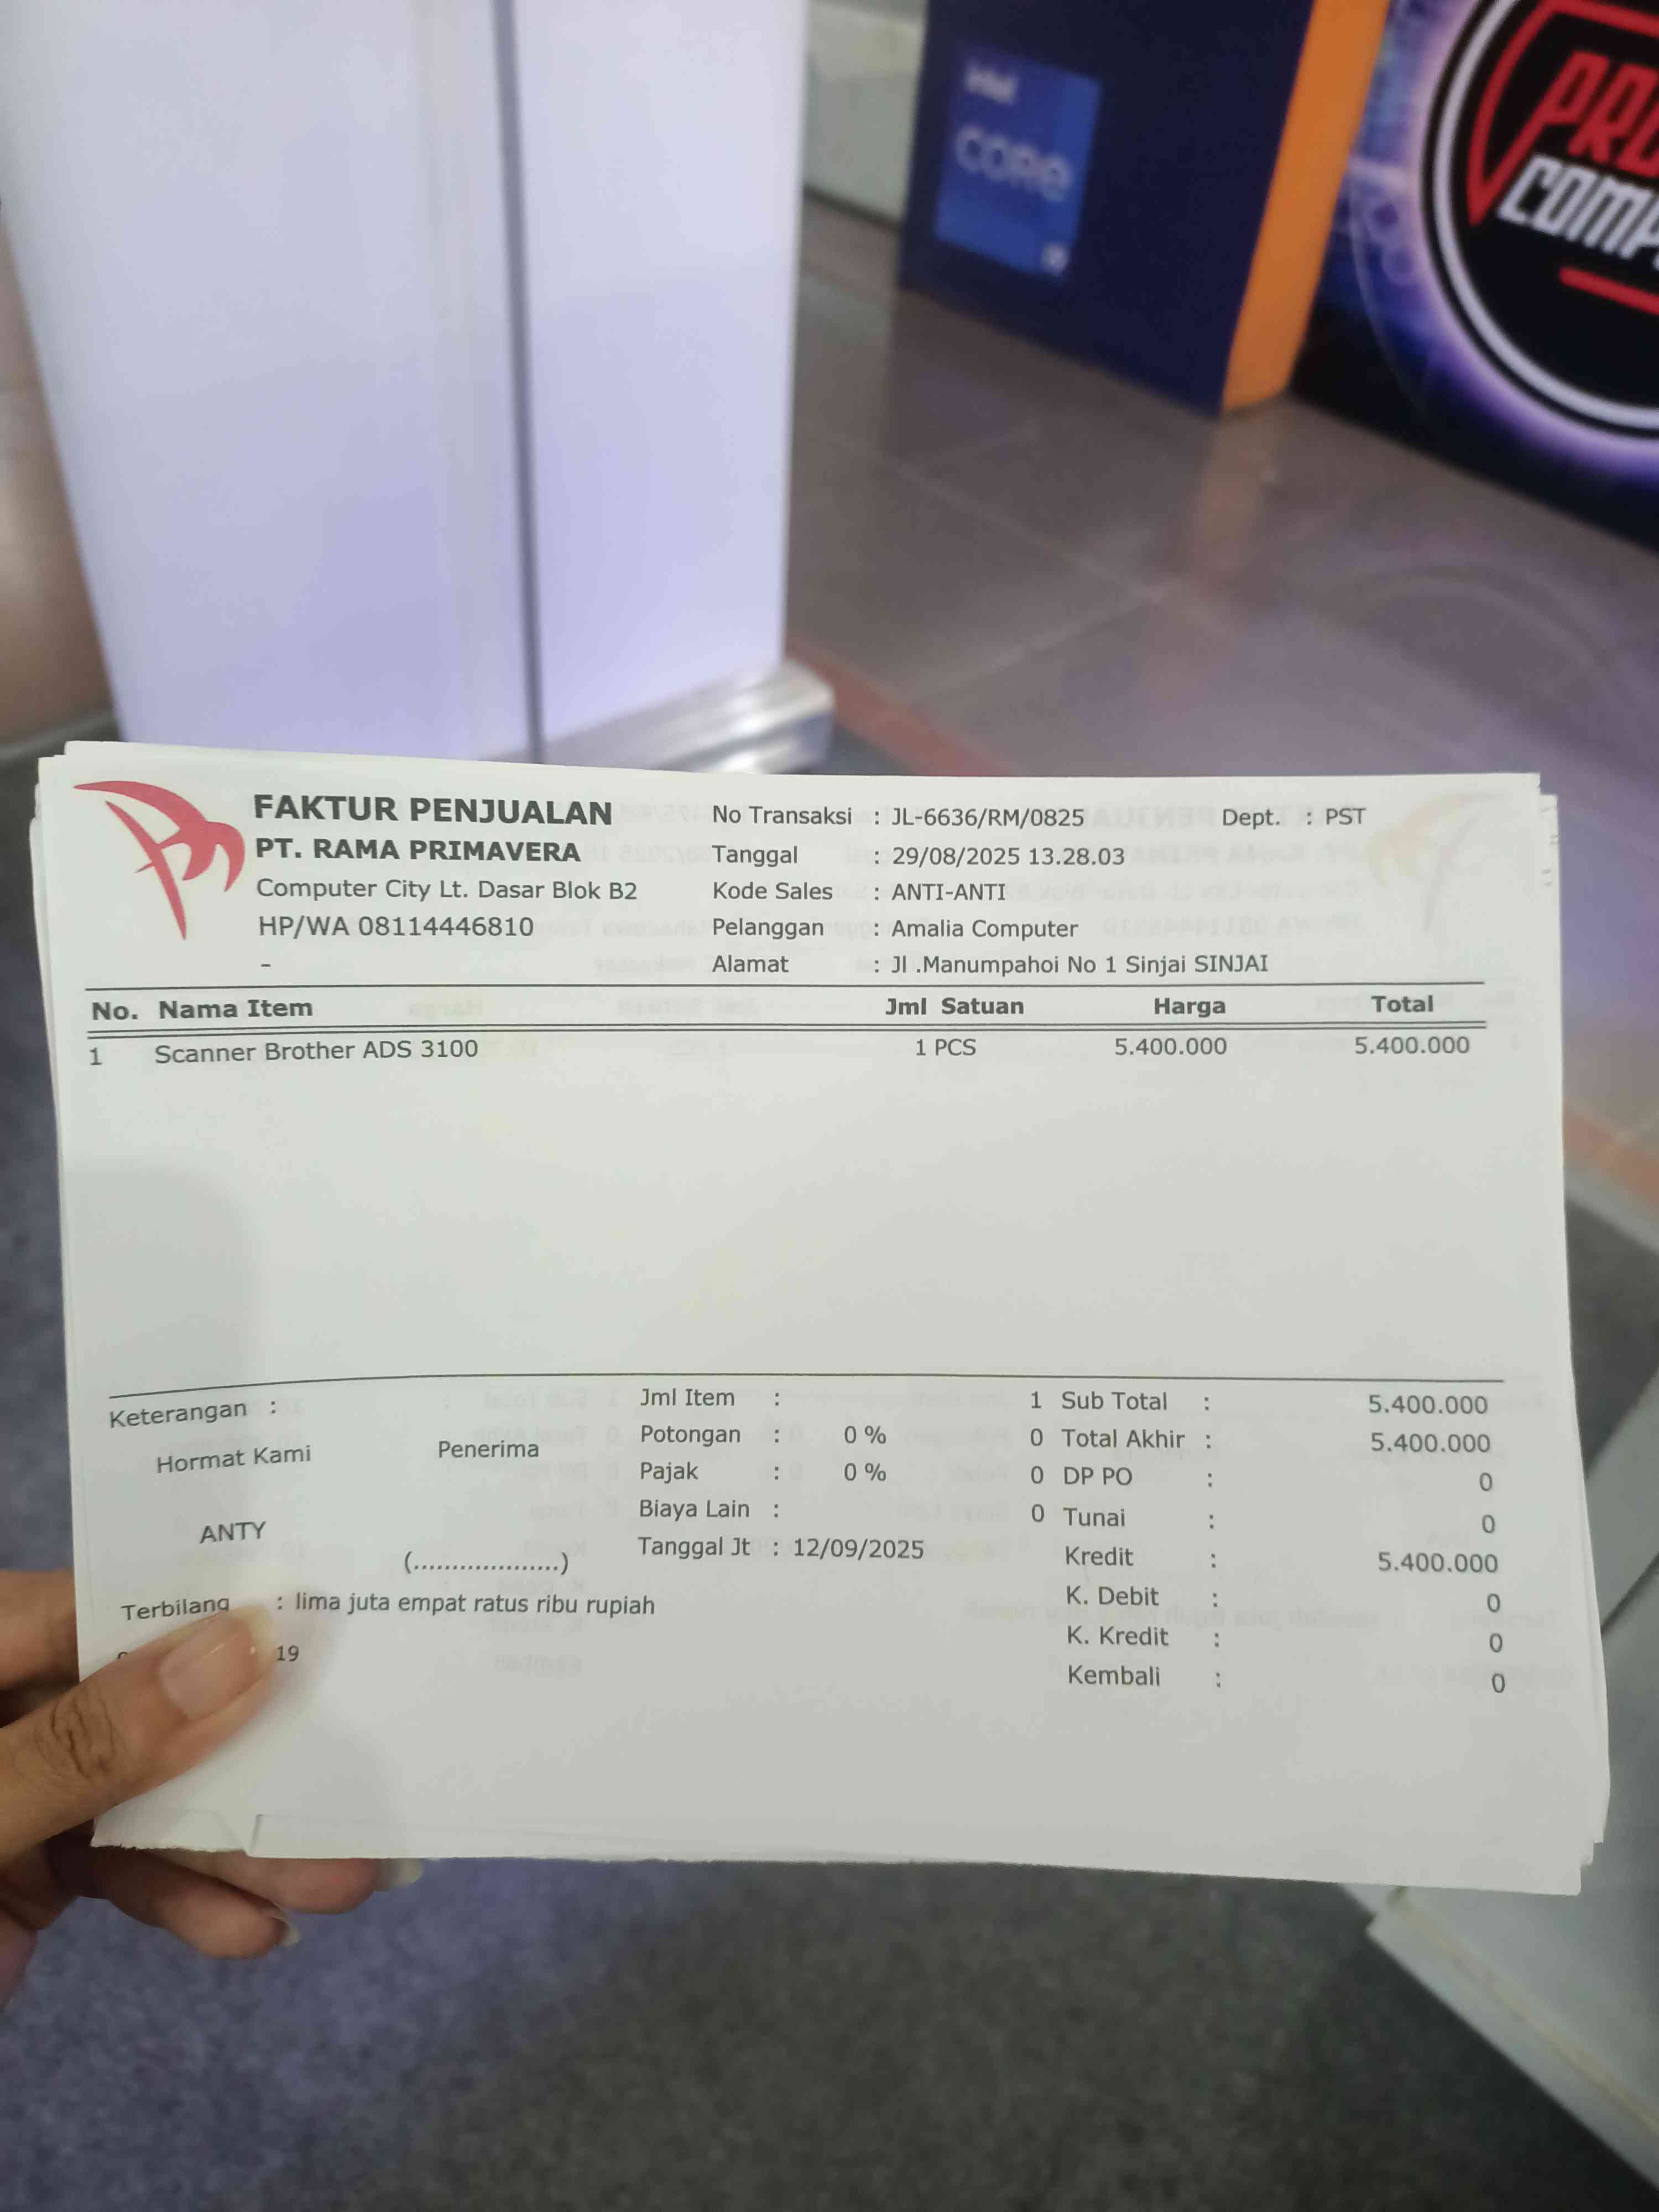 intel
CORE
PRO
COMP
FAKTUR PENJUALAN
PT. RAMA PRIMAVERA
Computer City Lt. Dasar Blok B2
HP/WA 08114446810
-
No Transaksi : JL-6636/RM/0825 Dept. : PST
Tanggal : 29/08/2025 13.28.03
Kode Sales : ANTI-ANTI
Pelanggan : Amalia Computer
Alamat : Jl .Manumpahoi No 1 Sinjai SINJAI
No. Nama Item Jml Satuan Harga Total
1 Scanner Brother ADS 3100 1 PCS 5.400.000 5.400.000
Keterangan :
Hormat Kami Penerima
ANTY
(...................)
Jml Item : 1
Potongan : 0 % 0
Pajak : 0 % 0
Biaya Lain : 0
Tanggal Jt : 12/09/2025
Sub Total : 5.400.000
Total Akhir : 5.400.000
DP PO : 0
Tunai : 0
Kredit : 5.400.000
K. Debit : 0
K. Kredit : 0
Kembali : 0
Terbilang : lima juta empat ratus ribu rupiah
19